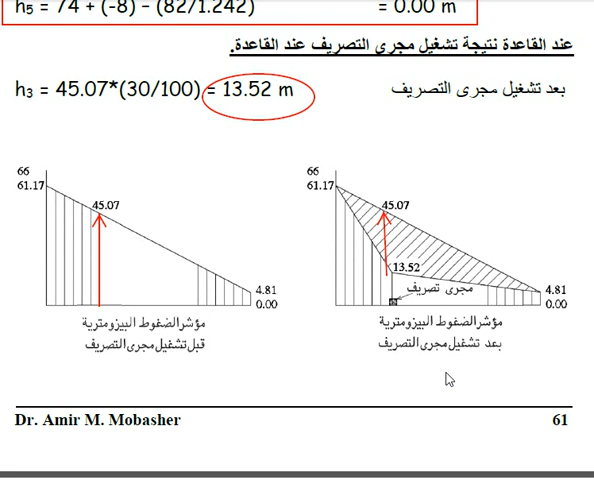 h5 = 74 + (-8) – (82/1.242) = 0.00 m
عند القاعدة نتيجة تشغيل مجرى التصريف عند القاعدة.
بعد تشغيل مجرى التصريف
h3 = 45.07*(30/100) = 13.52 m
66
61.17
45.07
4.81
0.00
مؤشر الضغوط البيزومترية
قبل تشغيل مجرى التصريف
66
61.17
45.07
13.52
مجرى تصريف
4.81
0.00
مؤشر الضغوط البيزومترية
بعد تشغيل مجرى التصريف
Dr. Amir M. Mobasher 61